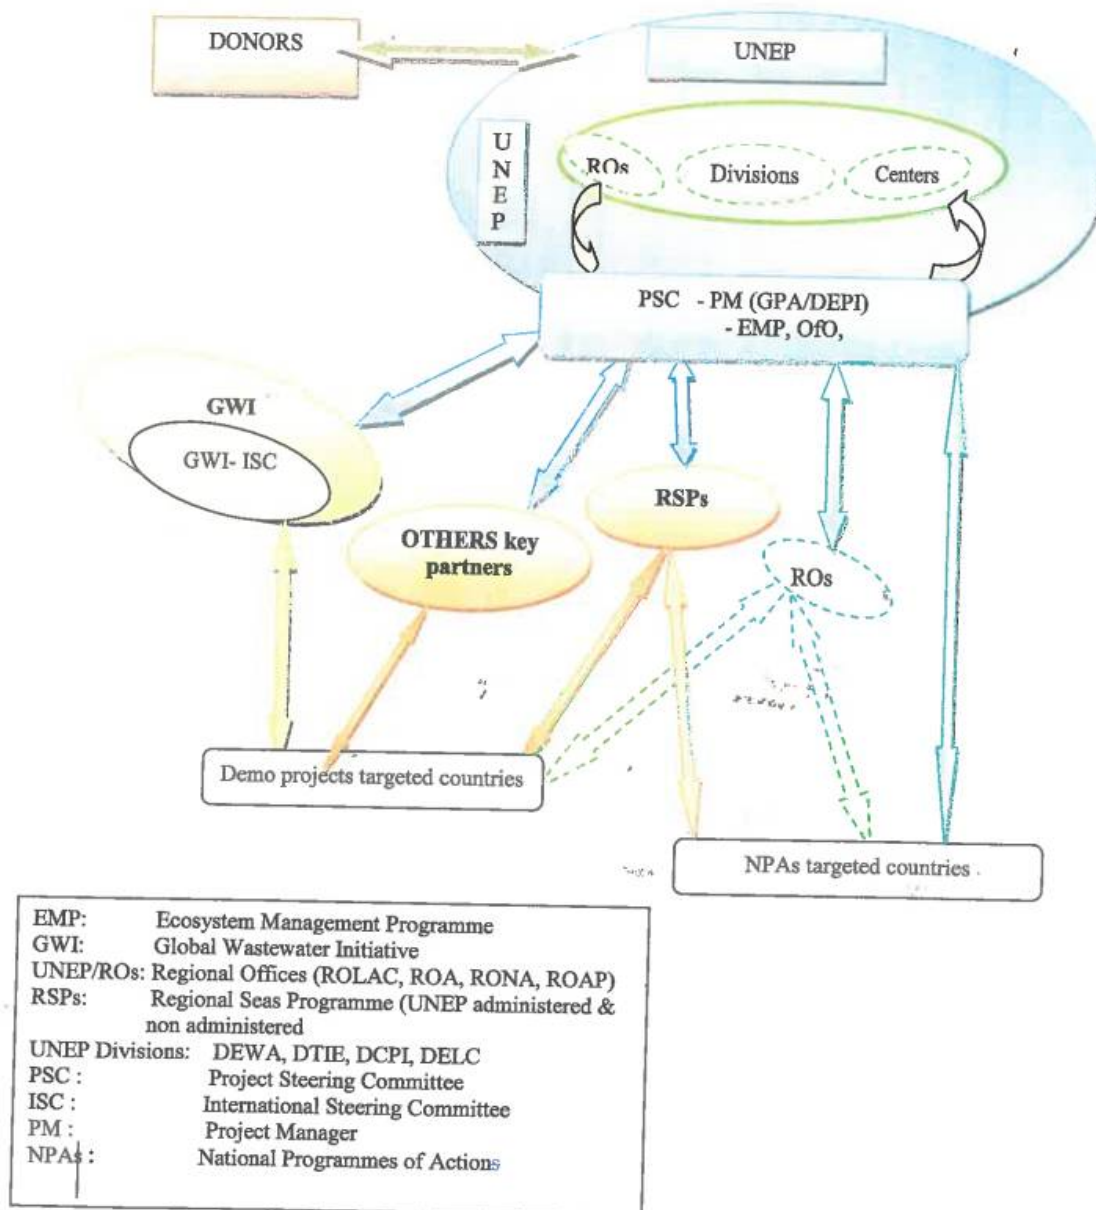 DONORS
UNEP
UNEP
ROs
Divisions
Centers
PSC - PM (GPA/DEPI)
- EMP, OfO,
GWI
GWI- ISC
RSPs
OTHERS key
partners
ROs
Demo projects targeted countries
NPAs targeted countries
EMP: Ecosystem Management Programme
GWI: Global Wastewater Initiative
UNEP/ROs: Regional Offices (ROLAC, ROA, RONA, ROAP)
RSPs: Regional Seas Programme (UNEP administered &
non administered
UNEP Divisions: DEWA, DTIE, DCPI, DELC
PSC : Project Steering Committee
ISC : International Steering Committee
PM : Project Manager
NPAs : National Programmes of Actions